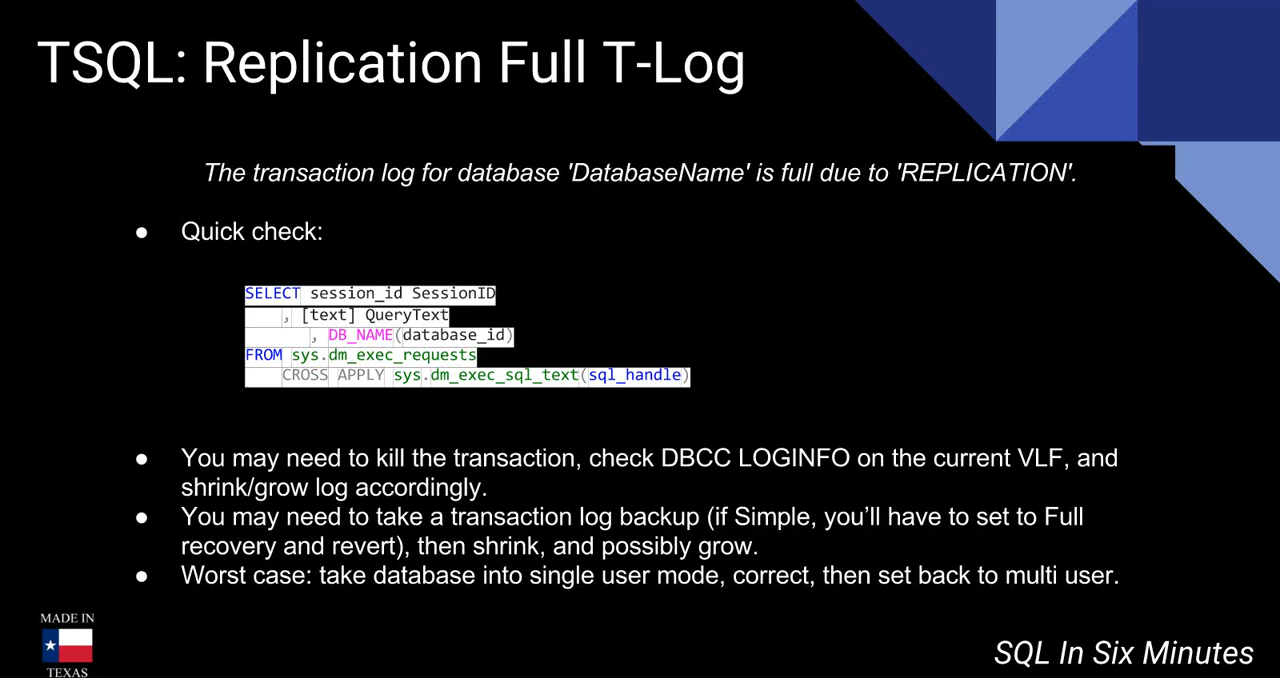 TSQL: Replication Full T-Log
The transaction log for database 'DatabaseName' is full due to 'REPLICATION'.
● Quick check:
SELECT session_id SessionID
, [text] QueryText
, DB_NAME(database_id)
FROM sys.dm_exec_requests
CROSS APPLY sys.dm_exec_sql_text(sql_handle)
● You may need to kill the transaction, check DBCC LOGINFO on the current VLF, and
shrink/grow log accordingly.
● You may need to take a transaction log backup (if Simple, you’ll have to set to Full
recovery and revert), then shrink, and possibly grow.
● Worst case: take database into single user mode, correct, then set back to multi user.
MADE IN
TEXAS
SQL In Six Minutes